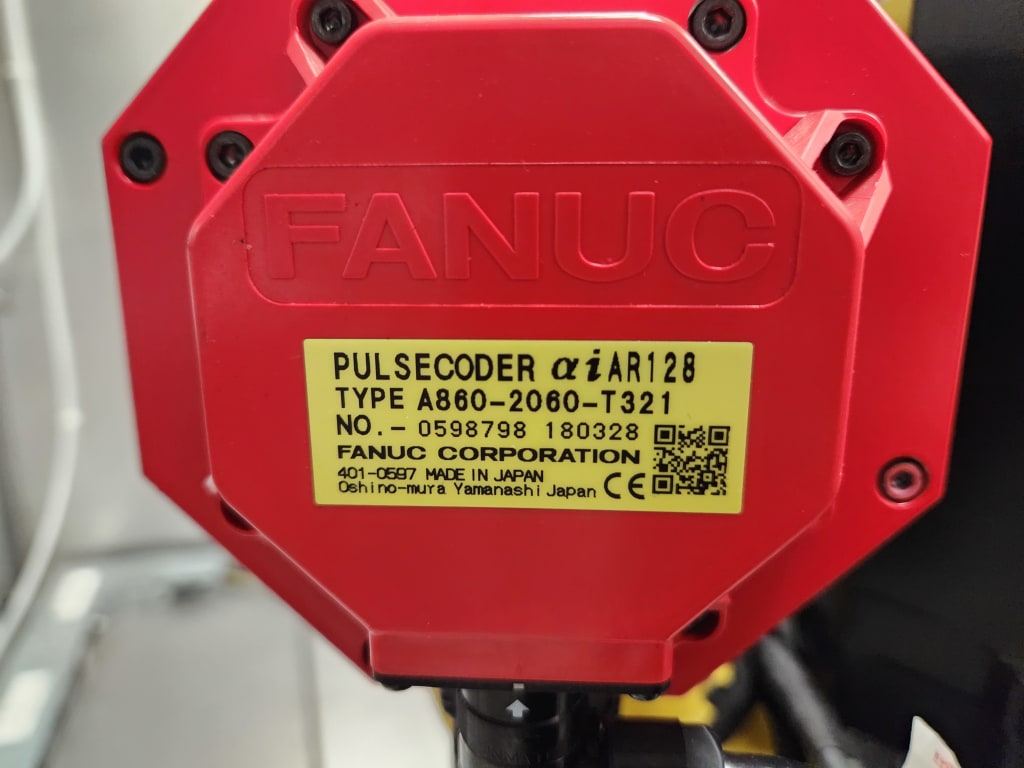 FANUC
PULSECODER αiAR128
TYPE A860-2060-T321
NO.- 0598798 180328
FANUC CORPORATION
401-0597 MADE IN JAPAN
Oshino-mura Yamanashi Japan CE